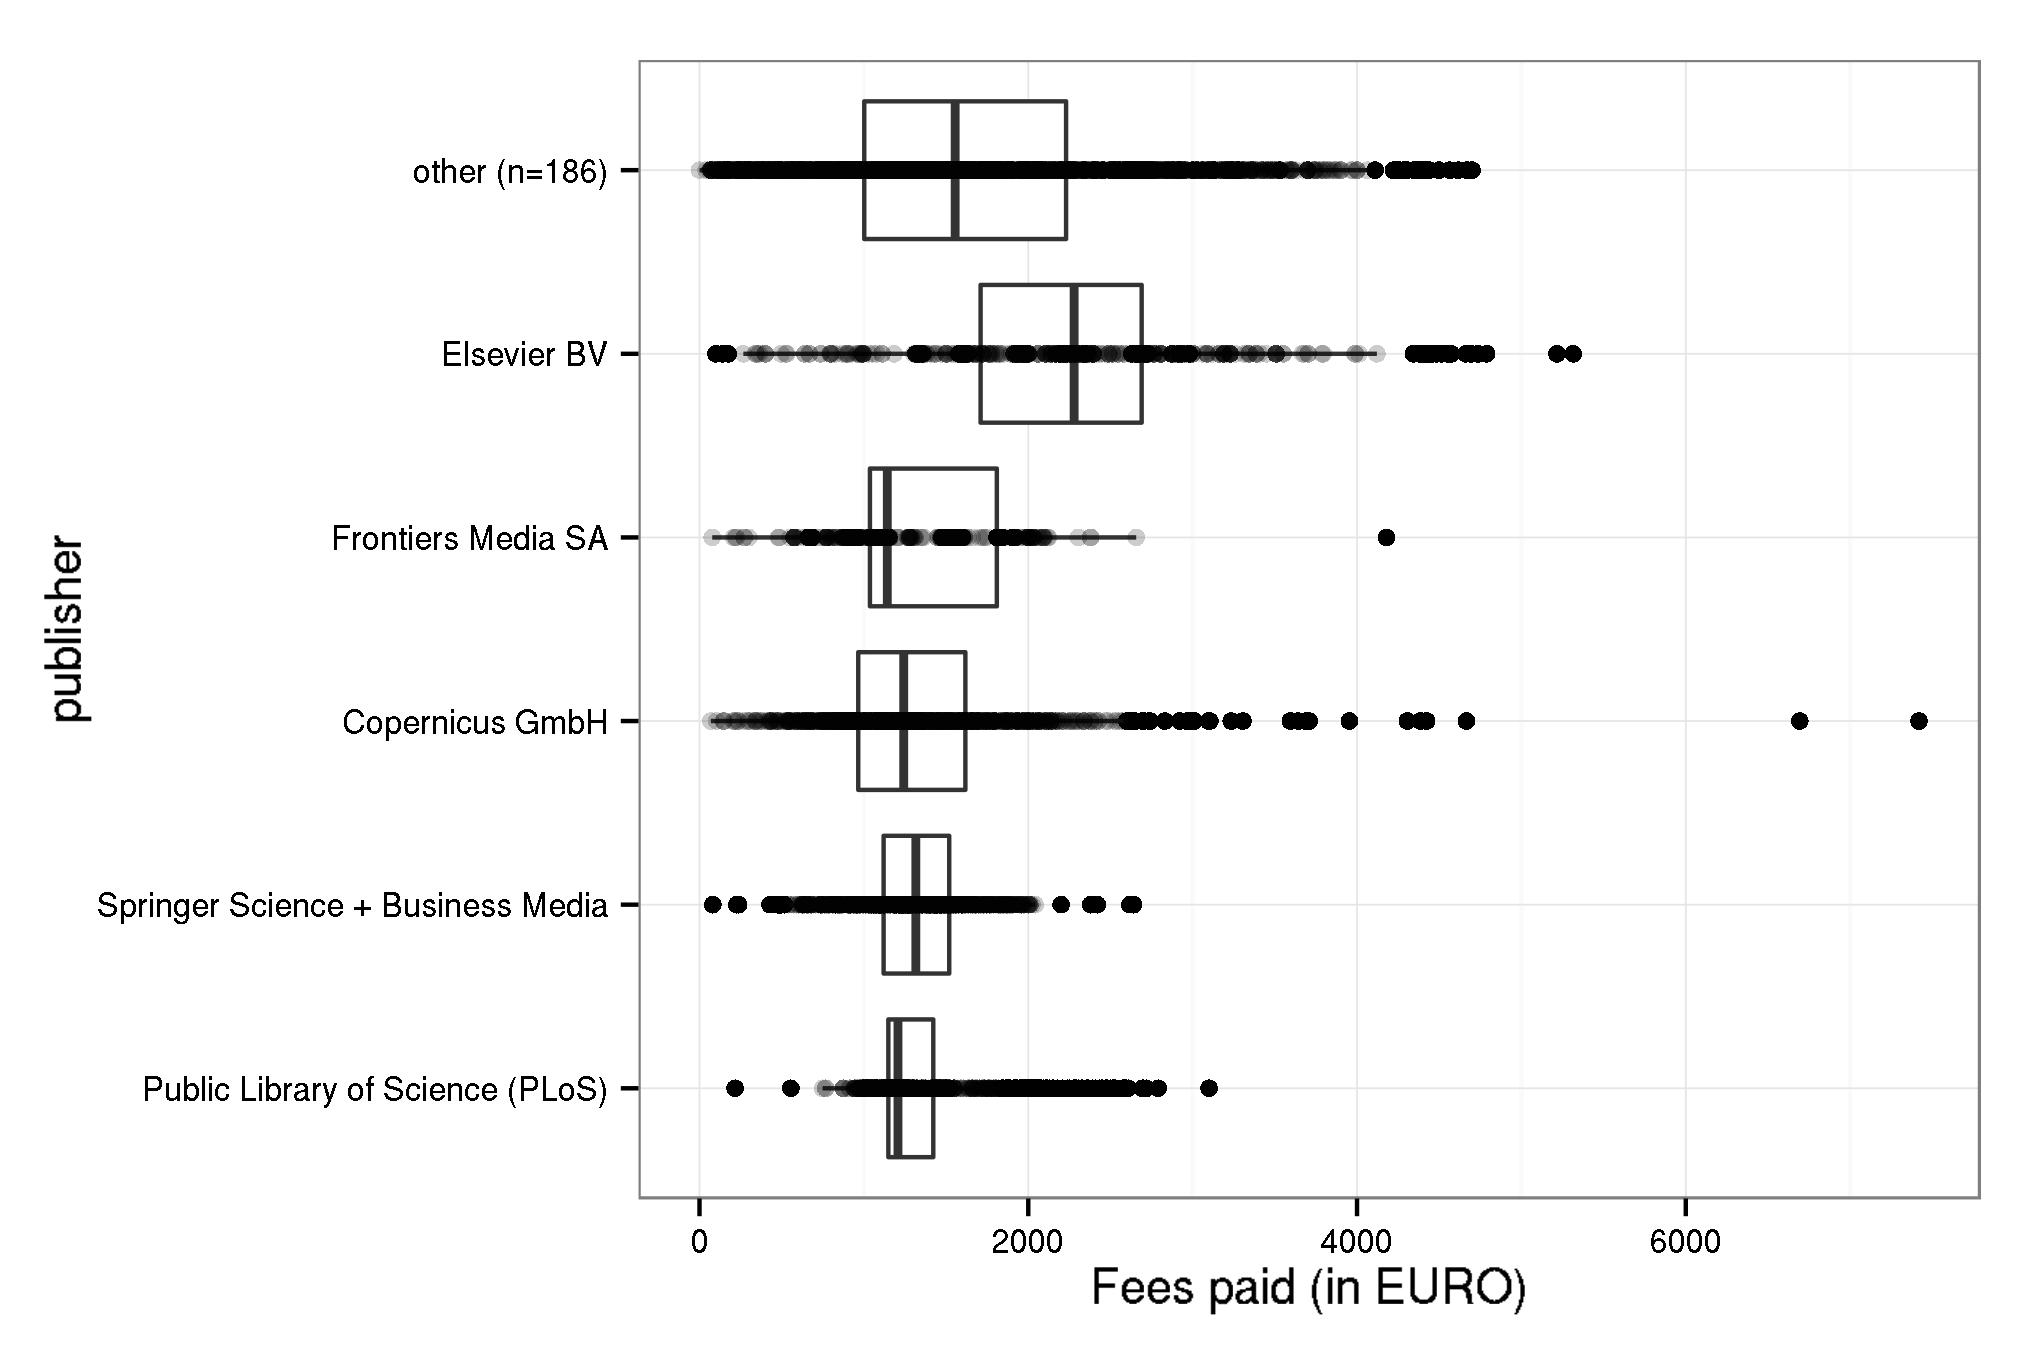 other (n=186)
Elsevier BV
Frontiers Media SA
Copernicus GmbH
Springer Science + Business Media
Public Library of Science (PLoS)
publisher
0 2000 4000 6000
Fees paid (in EURO)